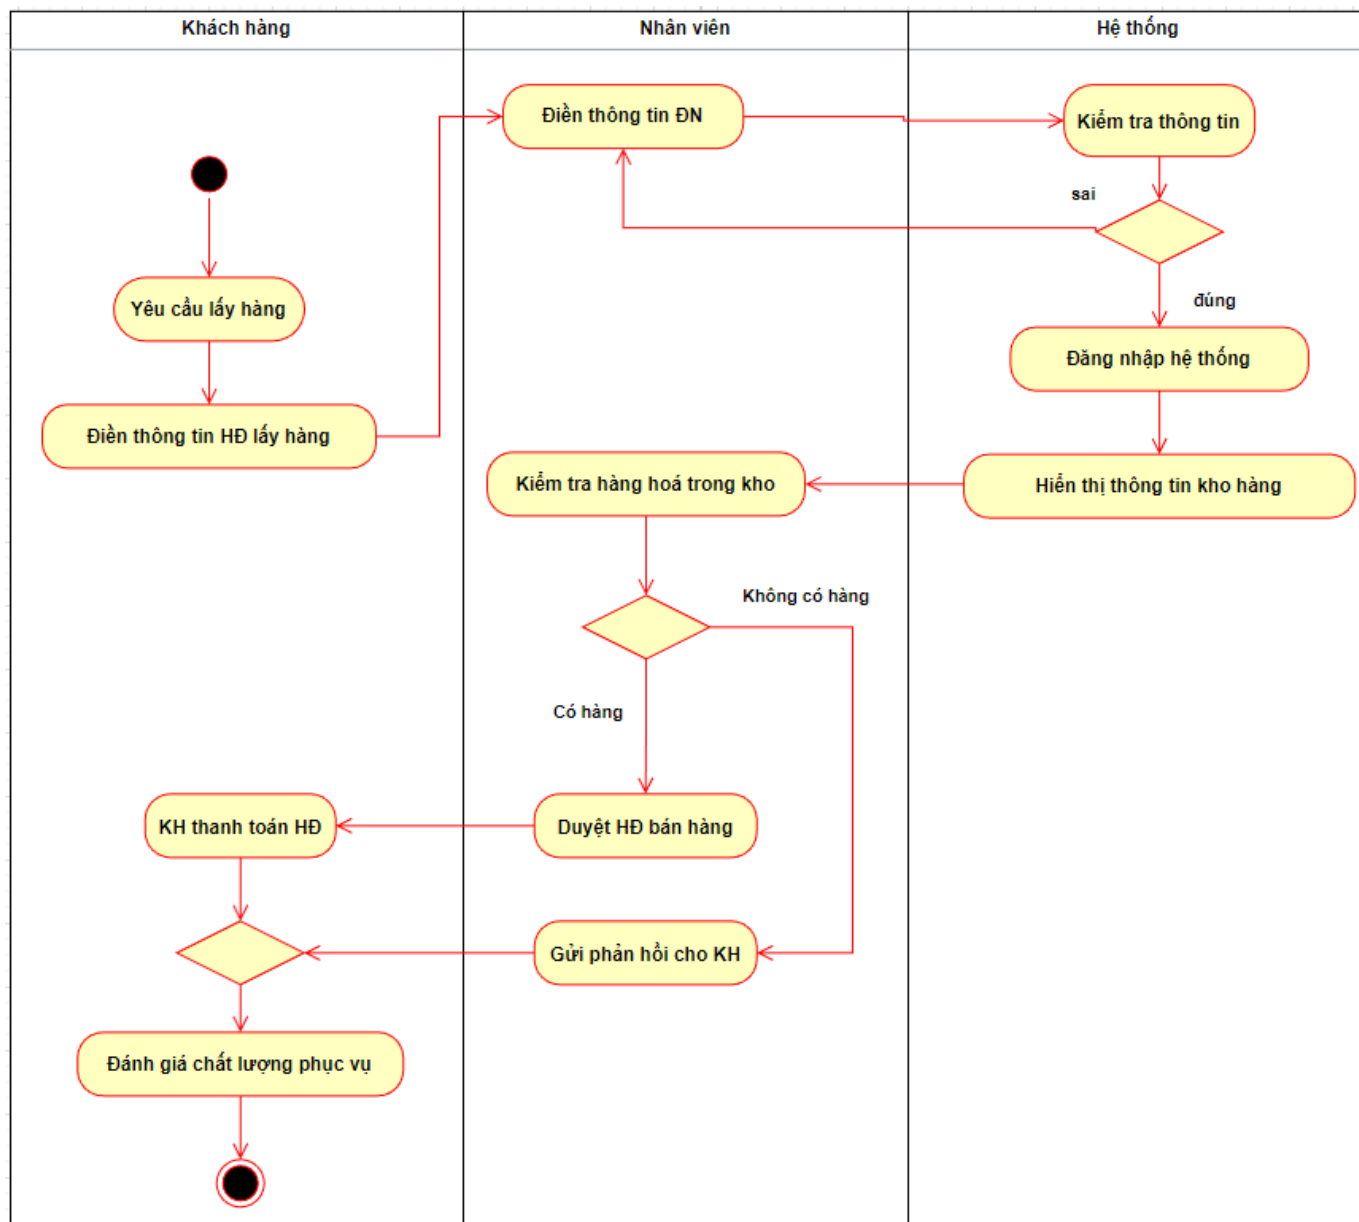 Khách hàng
Nhân viên
Hệ thống
Điền thông tin ĐN
Kiểm tra thông tin
sai
đúng
Yêu cầu lấy hàng
Đăng nhập hệ thống
Điền thông tin HĐ lấy hàng
Kiểm tra hàng hoá trong kho
Hiển thị thông tin kho hàng
Không có hàng
Có hàng
KH thanh toán HĐ
Duyệt HĐ bán hàng
Gửi phản hồi cho KH
Đánh giá chất lượng phục vụ